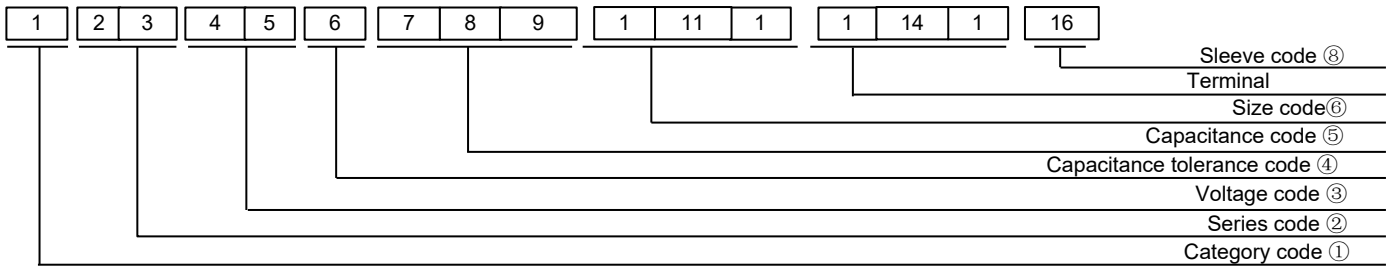 1 2 3 4 5 6 7 8 9 1 11 1 1 14 1 16
Sleeve code ⑧
Terminal
Size code⑥
Capacitance code ⑤
Capacitance tolerance code ④
Voltage code ③
Series code ②
Category code ①